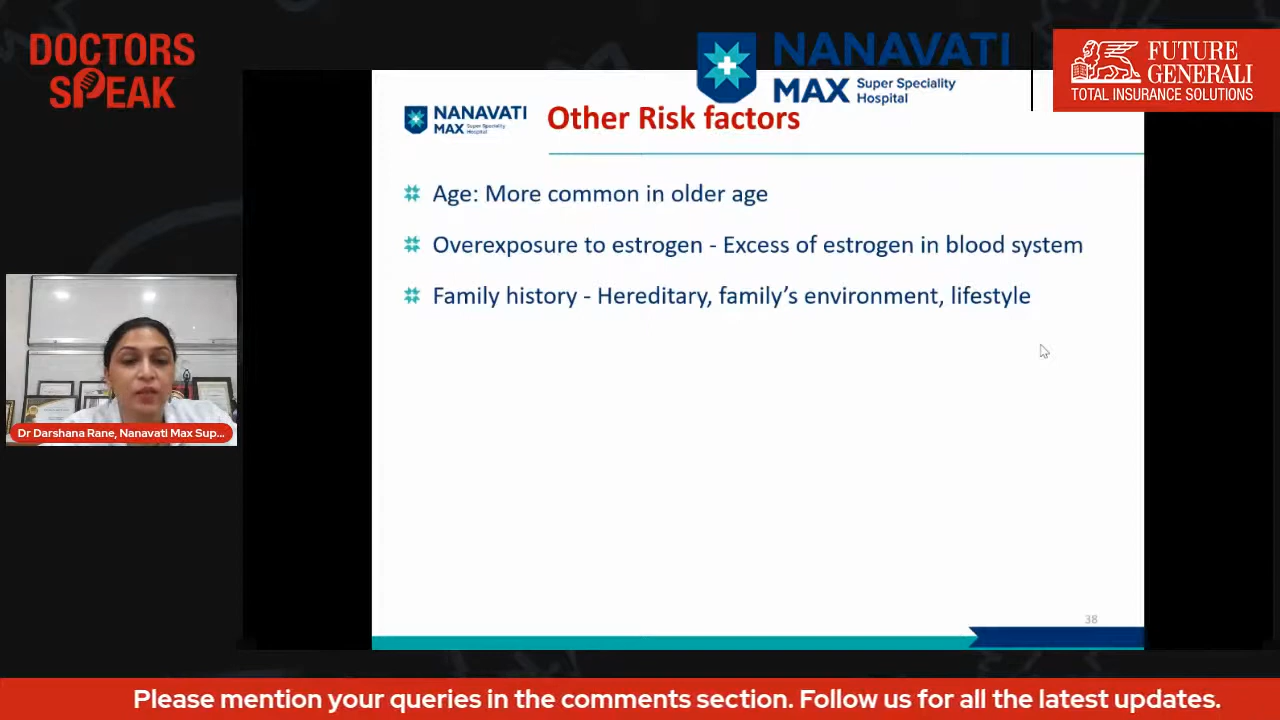 DOCTORS
SPEAK
NANAVATI
MAX Super Speciality
Hospital
FUTURE
GENERALI
TOTAL INSURANCE SOLUTIONS
NANAVATI
MAX Super Speciality
Hospital
Other Risk factors
Age: More common in older age
Overexposure to estrogen - Excess of estrogen in blood system
Family history - Hereditary, family’s environment, lifestyle
Dr Darshana Rane, Nanavati Max Sup...
38
Please mention your queries in the comments section. Follow us for all the latest updates.